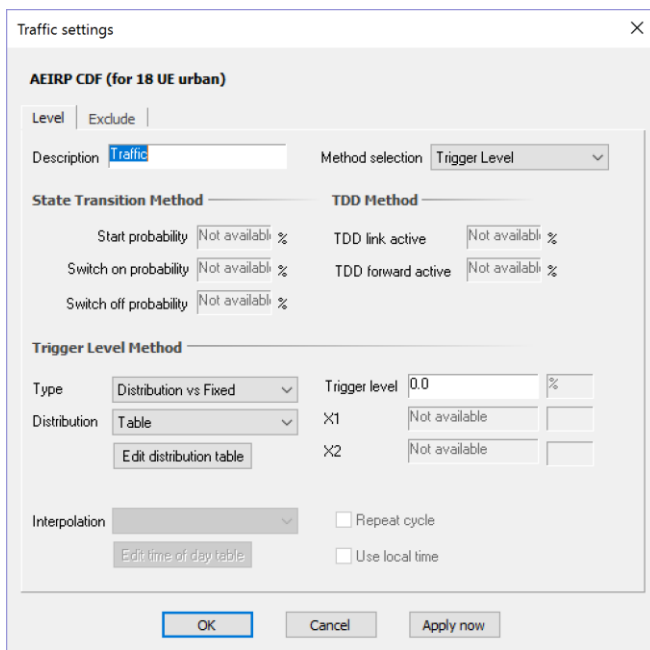 Traffic settings
AEIRP CDF (for 18 UE urban)
Level Exclude
Description Traffic Method selection Trigger Level
State Transition Method TDD Method
Start probability Not availabl % TDD link active Not availabl %
Switch on probability Not availabl % TDD forward active Not availabl %
Switch off probability Not availabl %
Trigger Level Method
Type Distribution vs Fixed Trigger level 0.0 %
Distribution Table X1 Not available
Edit distribution table X2 Not available
Interpolation Repeat cycle
Edit time of day table Use local time
OK Cancel Apply now